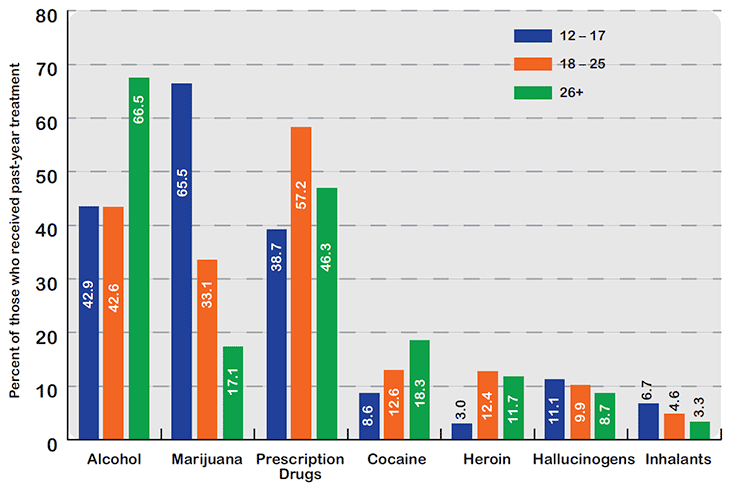 Percent of those who received past-year treatment
80
70
60
50
40
30
20
10
0
12 – 17
18 – 25
26+
42.9
42.6
66.5
65.5
33.1
17.1
38.7
57.2
46.3
8.6
12.6
18.3
3.0
12.4
11.7
11.1
9.9
8.7
6.7
4.6
3.3
Alcohol
Marijuana
Prescription
Drugs
Cocaine
Heroin
Hallucinogens
Inhalants